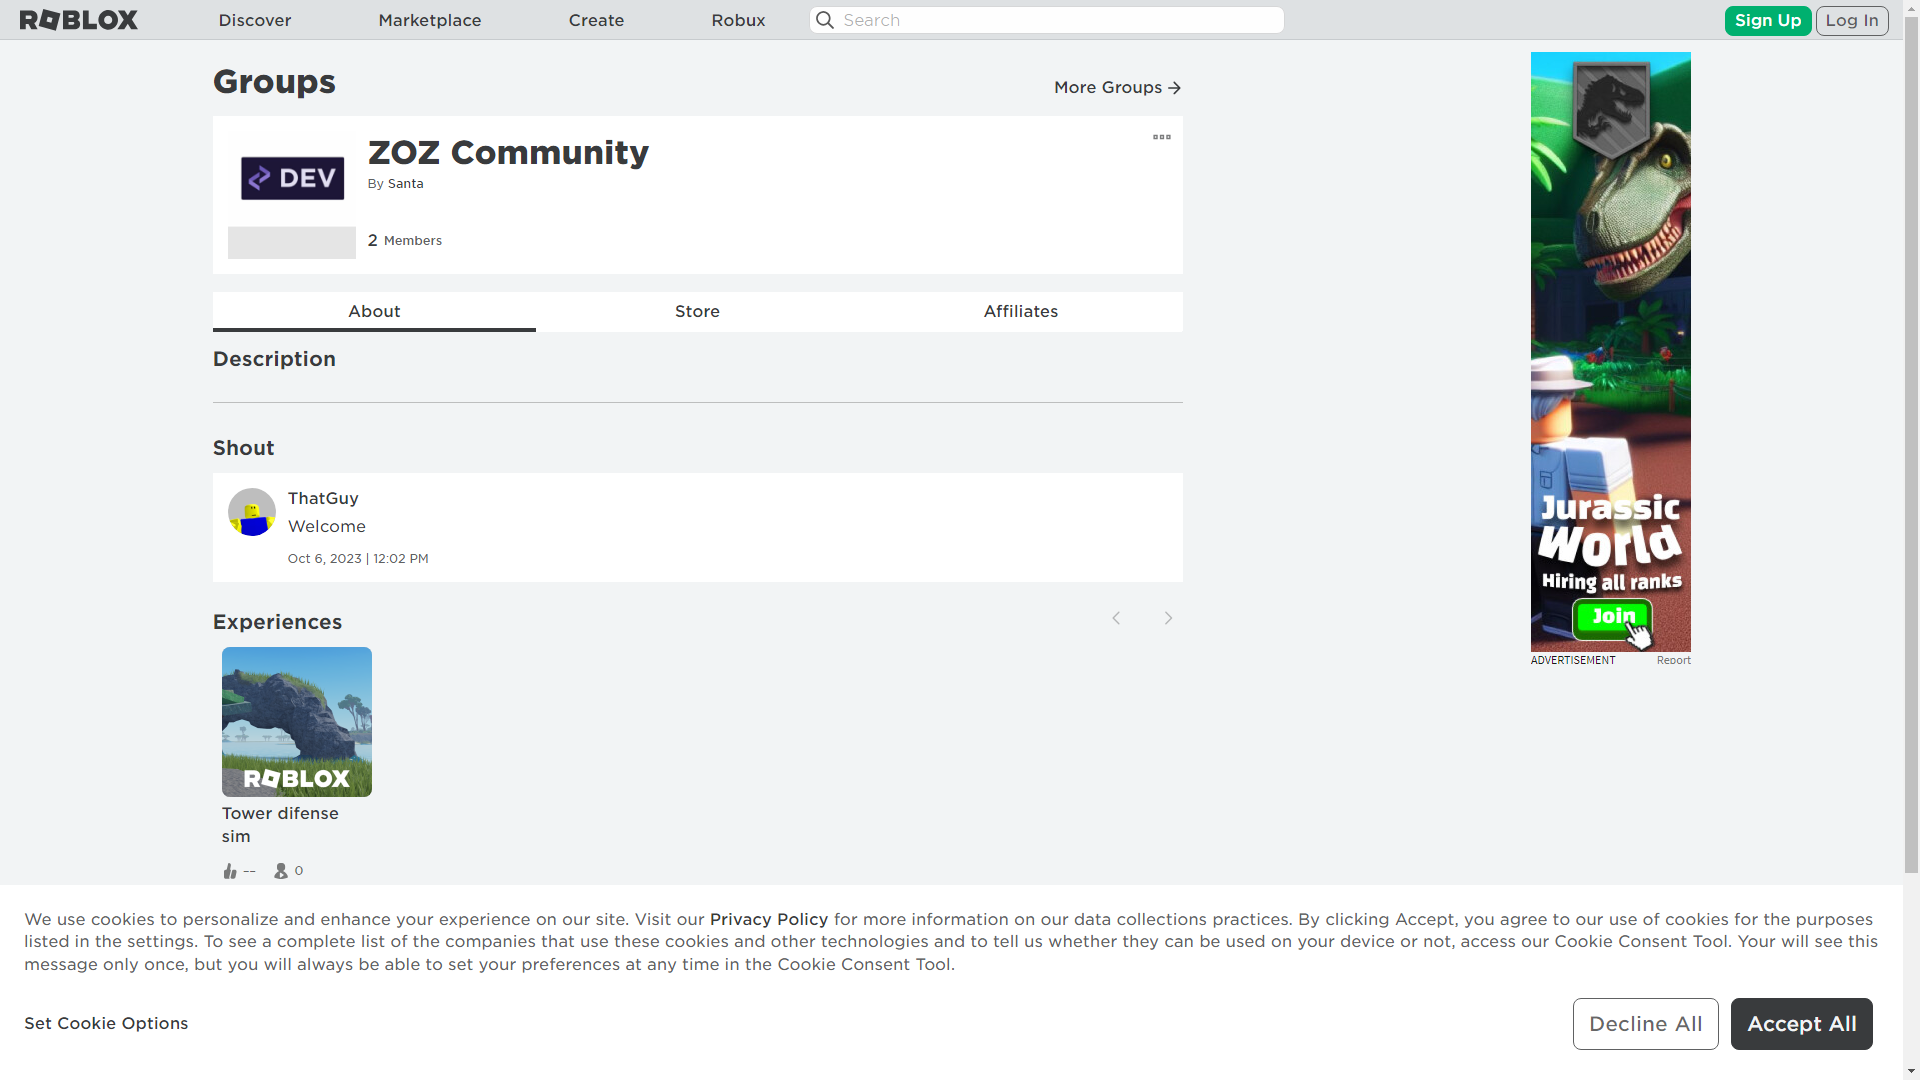 ROBLOX
Discover
Marketplace
Create
Robux
Search
Sign Up
Log In
Groups
More Groups
DEV
ZOZ Community
By Santa
2 Members
About
Store
Affiliates
Description
Shout
ThatGuy
Welcome
Oct 6, 2023 | 12:02 PM
Experiences
ROBLOX
Tower difense
sim
--
0
Jurassic
World
Hiring all ranks
Join
ADVERTISEMENT
Report
We use cookies to personalize and enhance your experience on our site. Visit our Privacy Policy for more information on our data collections practices. By clicking Accept, you agree to our use of cookies for the purposes
listed in the settings. To see a complete list of the companies that use these cookies and other technologies and to tell us whether they can be used on your device or not, access our Cookie Consent Tool. Your will see this
message only once, but you will always be able to set your preferences at any time in the Cookie Consent Tool.
Set Cookie Options
Decline All
Accept All